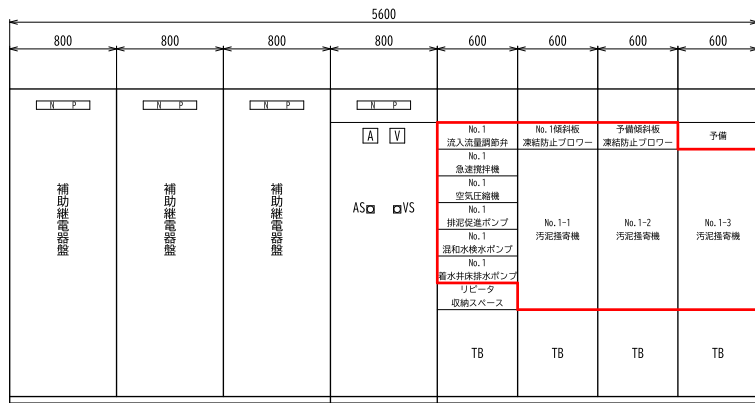 5600
800
800
800
800
600
600
600
600
N P
N P
N P
N P
補助継電器盤
補助継電器盤
補助継電器盤
A V
AS VS
No.1
流入流量調節弁
No.1
急速撹拌機
No.1
空気圧縮機
No.1
排泥促進ポンプ
No.1
混和水検水ポンプ
No.1
着水井床排水ポンプ
リピータ
収納スペース
TB
No.1傾斜板
凍結防止ブロワー
No.1-1
汚泥掻寄機
TB
予備傾斜板
凍結防止ブロワー
No.1-2
汚泥掻寄機
TB
予備
No.1-3
汚泥掻寄機
TB